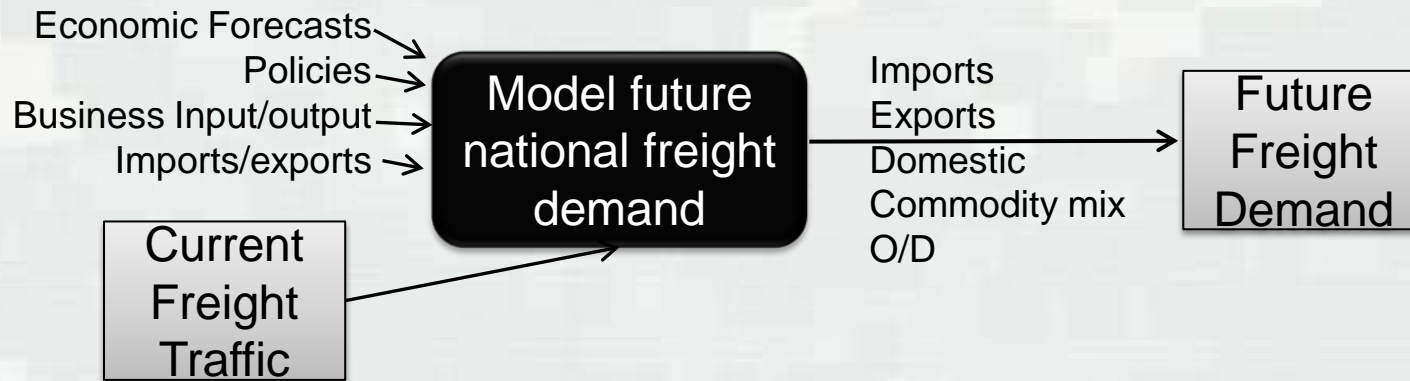 Economic Forecasts
Policies
Business Input/output
Imports/exports
Current
Freight
Traffic
Model future
national freight
demand
Imports
Exports
Domestic
Commodity mix
O/D
Future
Freight
Demand